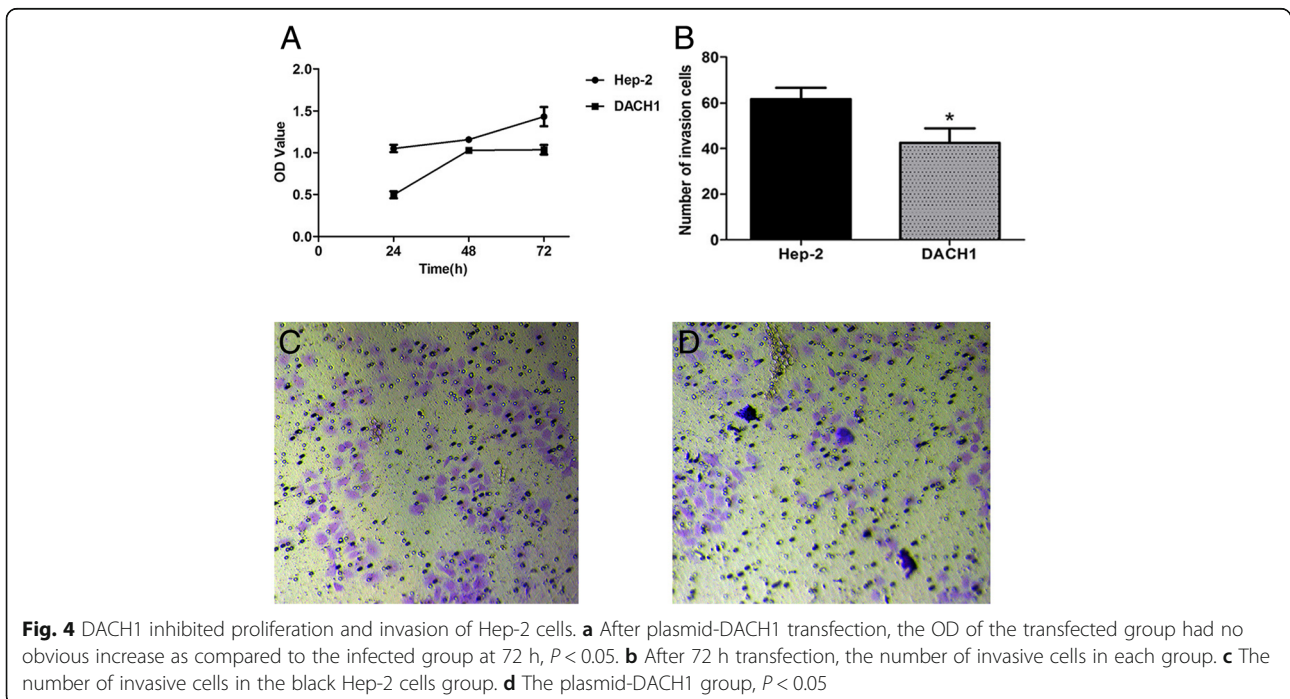 A
2.0
1.5
1.0
0.5
0.0
OD Value
0 24 48 72
Time(h)
Hep-2
DACH1
B
80
60
40
20
0
Number of invasion cells
*
Hep-2 DACH1
C
D
Fig. 4 DACH1 inhibited proliferation and invasion of Hep-2 cells. a After plasmid-DACH1 transfection, the OD of the transfected group had no
obvious increase as compared to the infected group at 72 h, P < 0.05. b After 72 h transfection, the number of invasive cells in each group. c The
number of invasive cells in the black Hep-2 cells group. d The plasmid-DACH1 group, P < 0.05